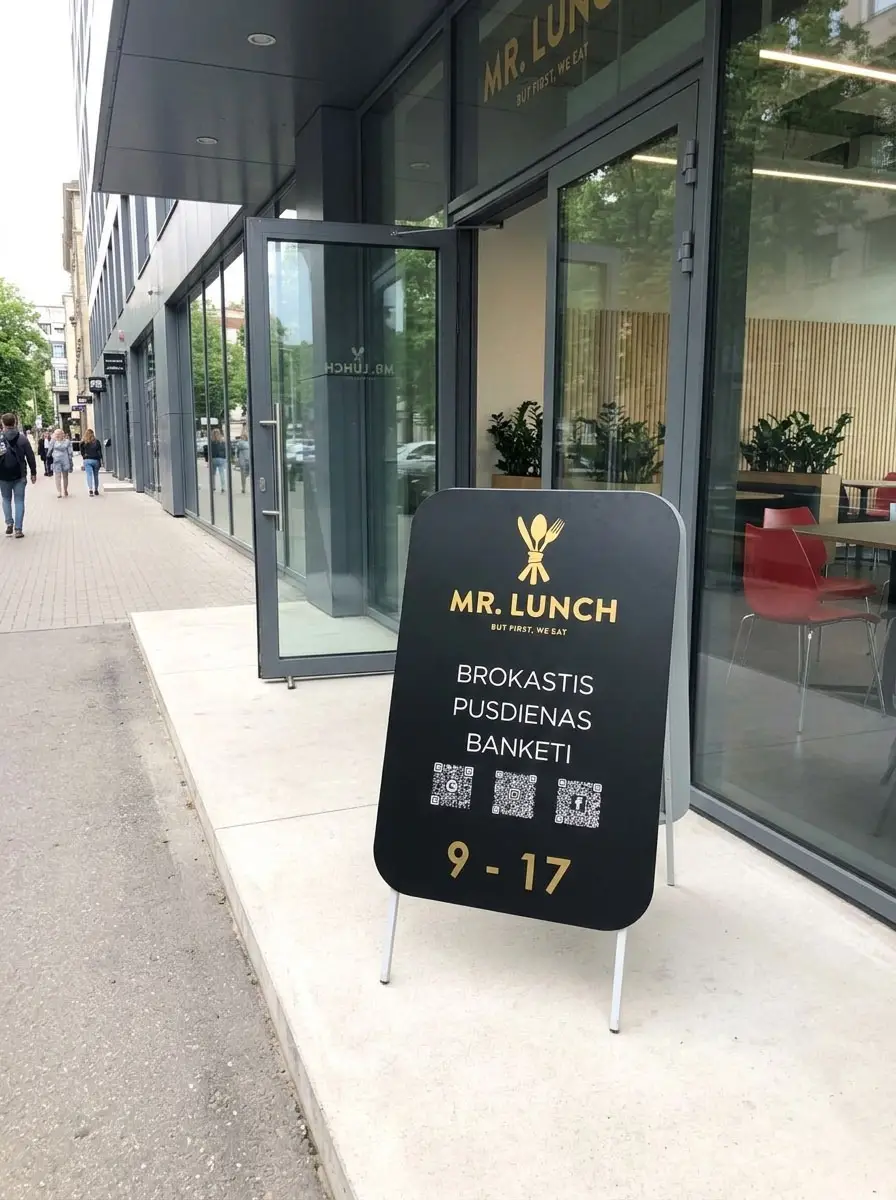 MR. LUNCH
BUT FIRST, WE EAT
MR. LUNCH
MR. LUNCH
BUT FIRST, WE EAT
BROKASTIS
PUSDIENAS
BANKETI
9 - 17